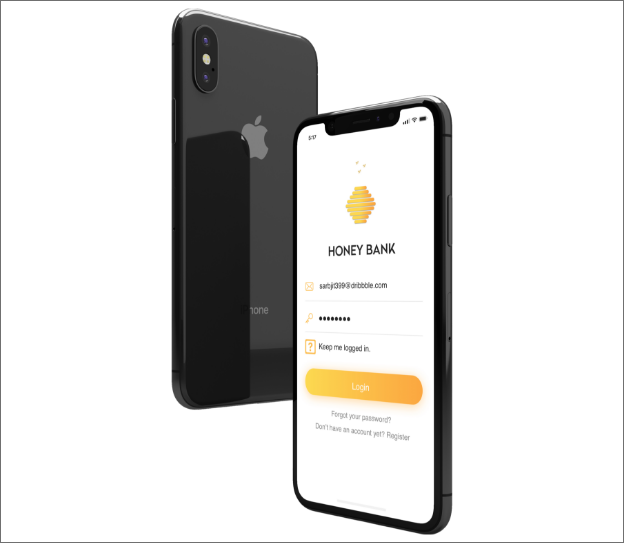 iPhone
5:17
HONEY BANK
sarbjit399@dribbble.com
Keep me logged in.
Login
Forgot your password?
Don't have an account yet? Register